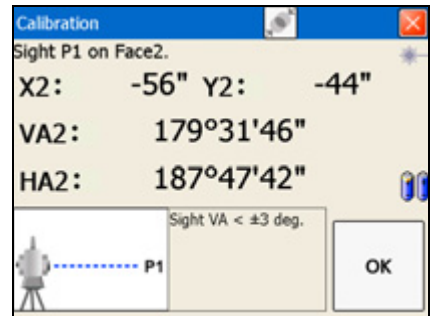 Calibration
Sight P1 on Face2.
X2: -56" Y2: -44"
VA2: 179°31'46"
HA2: 187°47'42"
Sight VA < ±3 deg.
P1
OK